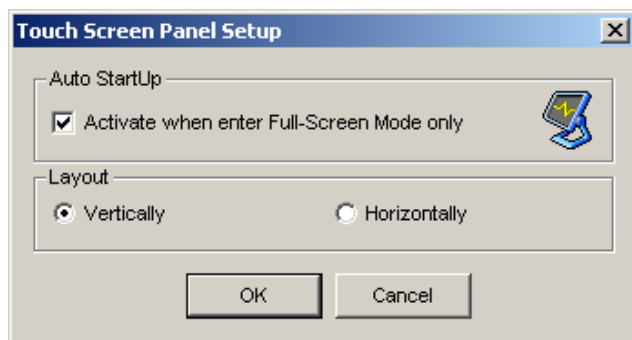 Touch Screen Panel Setup
Auto StartUp
Activate when enter Full-Screen Mode only
Layout
Vertically Horizontally
OK Cancel